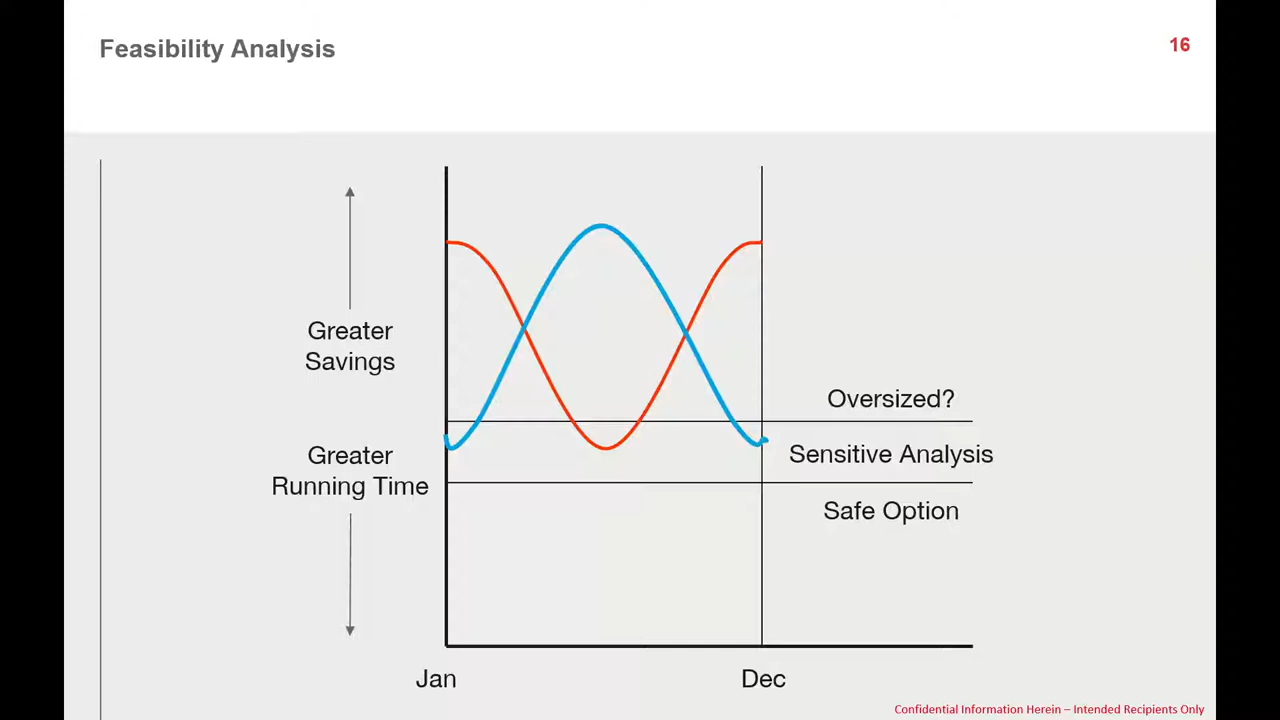 Feasibility Analysis
16
Greater
Savings
Oversized?
Greater
Running Time
Sensitive Analysis
Safe Option
Jan
Dec
Confidential Information Herein – Intended Recipients Only